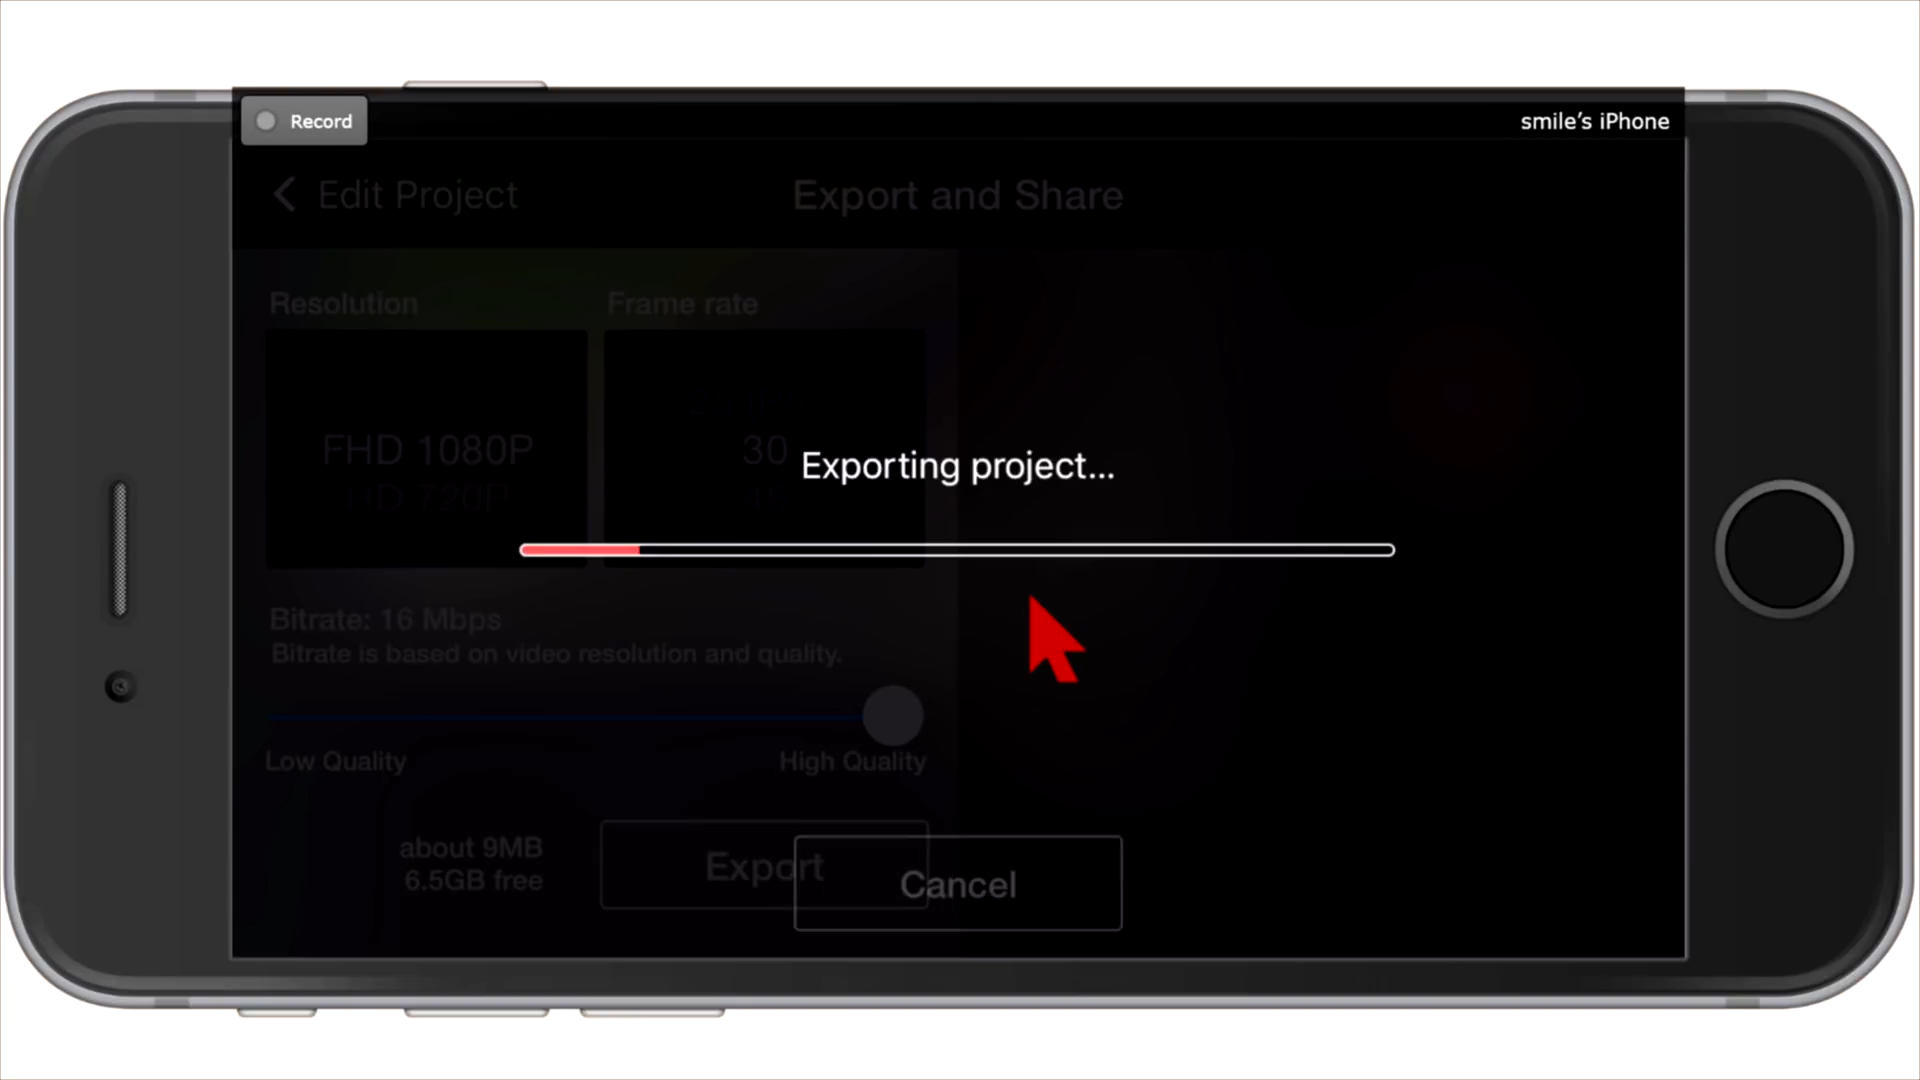 Record
smile’s iPhone
Edit Project
Export and Share
Resolution
Frame rate
FHD 1080P
30
HD 720P
Exporting project...
Bitrate: 16 Mbps
Bitrate is based on video resolution and quality.
Low Quality
High Quality
about 9MB
6.5GB free
Export
Cancel